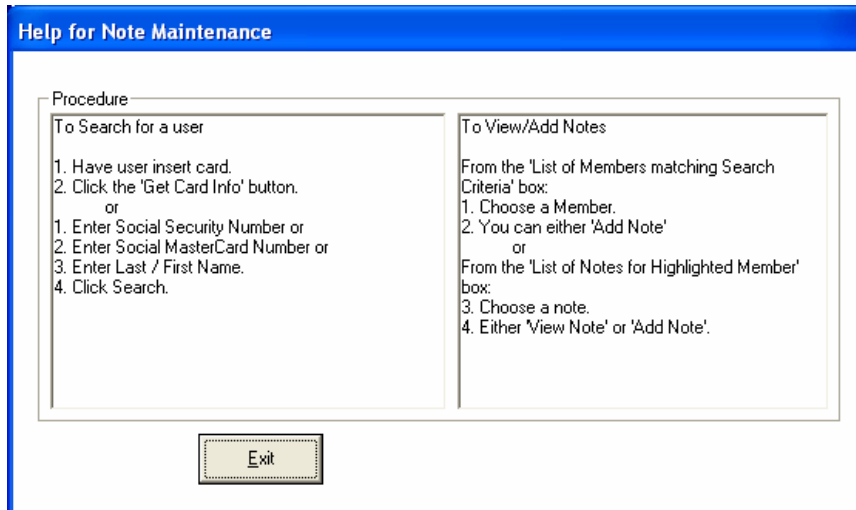 Help for Note Maintenance
Procedure
To Search for a user
1. Have user insert card.
2. Click the 'Get Card Info' button.
or
1. Enter Social Security Number or
2. Enter Social MasterCard Number or
3. Enter Last / First Name.
4. Click Search.
To View/Add Notes
From the 'List of Members matching Search
Criteria' box:
1. Choose a Member.
2. You can either 'Add Note'
or
From the 'List of Notes for Highlighted Member'
box:
3. Choose a note.
4. Either 'View Note' or 'Add Note'.
Exit